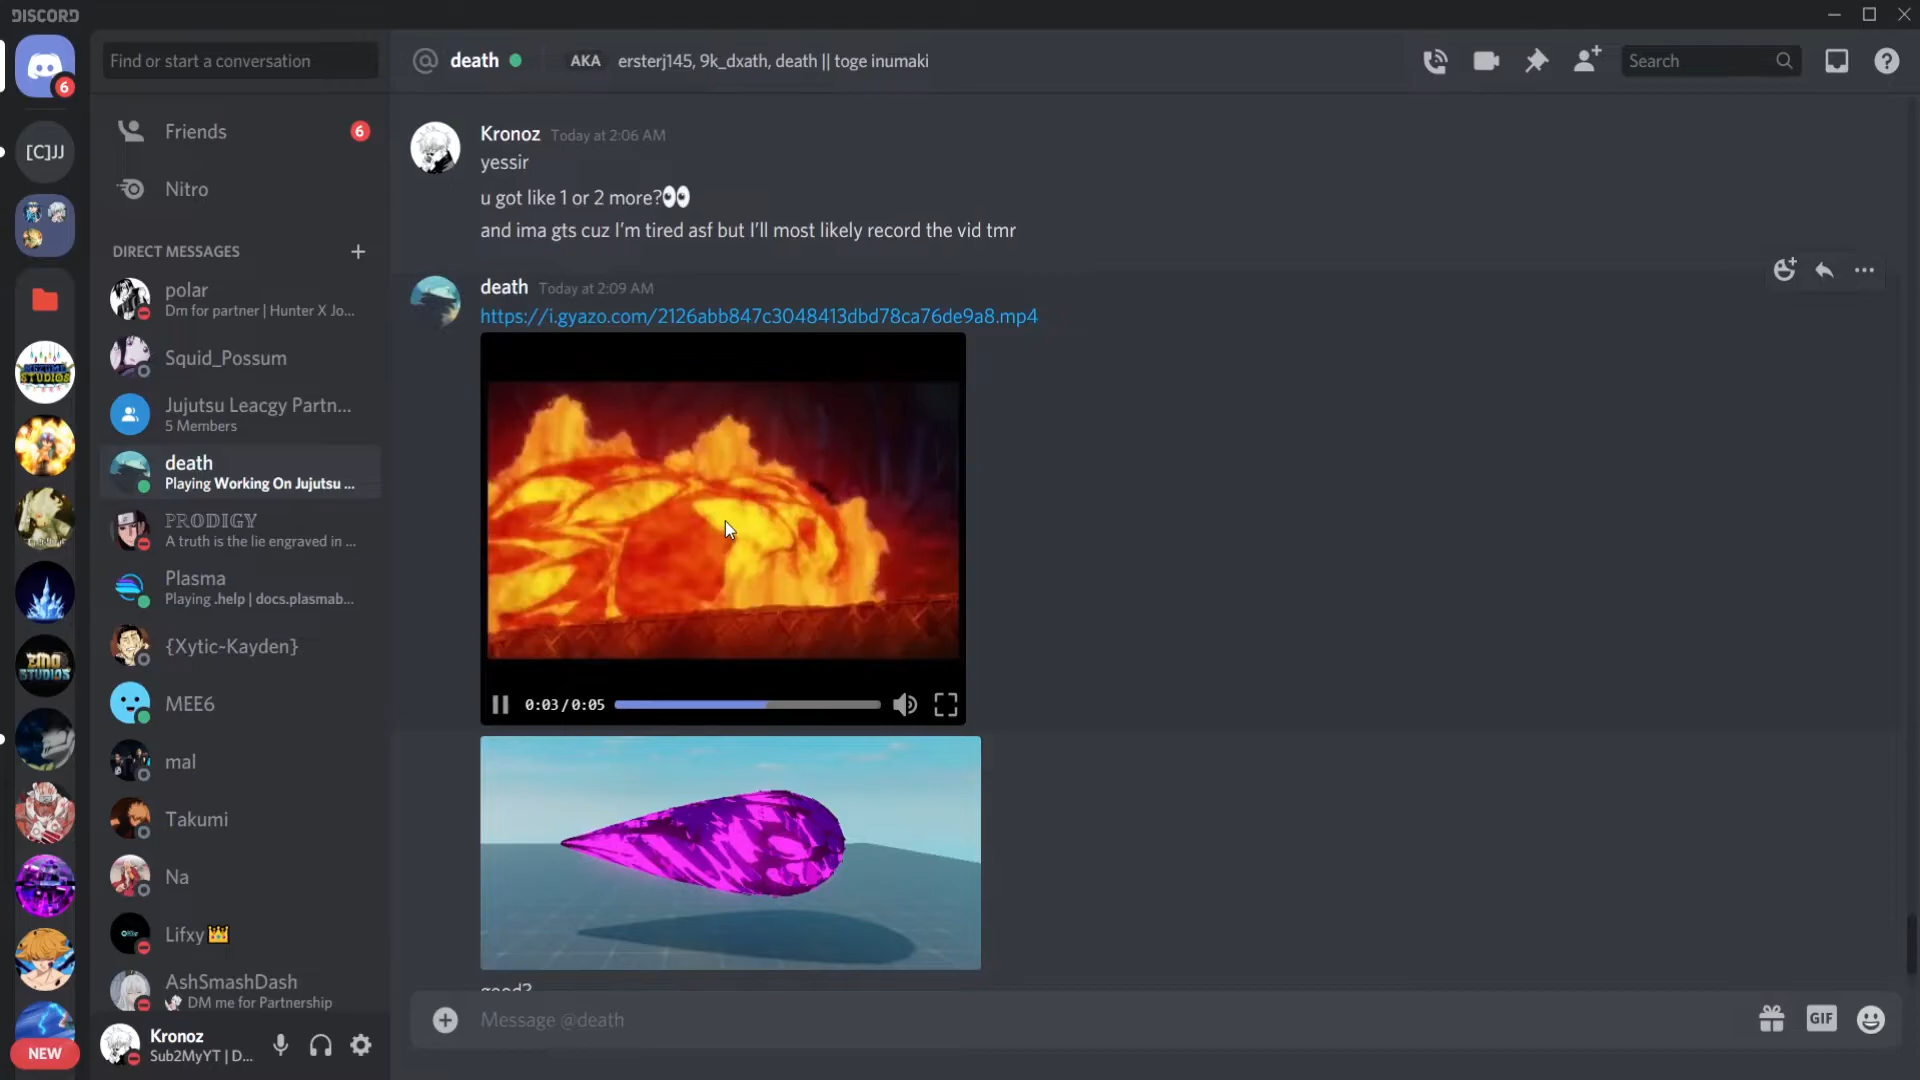 DISCORD
6
[C]JJ
STUDIOS
EMO
STUDIOS
NEW
Find or start a conversation
Friends
6
Nitro
DIRECT MESSAGES
polar
Dm for partner | Hunter X Jo...
Squid_Possum
Jujutsu Leacgy Partn...
5 Members
death
Playing Working On Jujutsu ...
ℙℝ𝕆𝔻𝕀𝔾𝕐
A truth is the lie engraved in ...
Plasma
Playing .help | docs.plasmab...
{Xytic-Kayden}
MEE6
mal
Takumi
Na
Lifxy 👑
AshSmashDash
DM me for Partnership
Kronoz
Sub2MyYT | D...
@ death
AKA ersterj145, 9k_dxath, death || toge inumaki
Search
Kronoz Today at 2:06 AM
yessir
u got like 1 or 2 more?👀
and ima gts cuz I'm tired asf but I'll most likely record the vid tmr
death Today at 2:09 AM
https://i.gyazo.com/2126abb847c3048413dbd78ca76de9a8.mp4
0:03/0:05
good?
Message @death
GIF